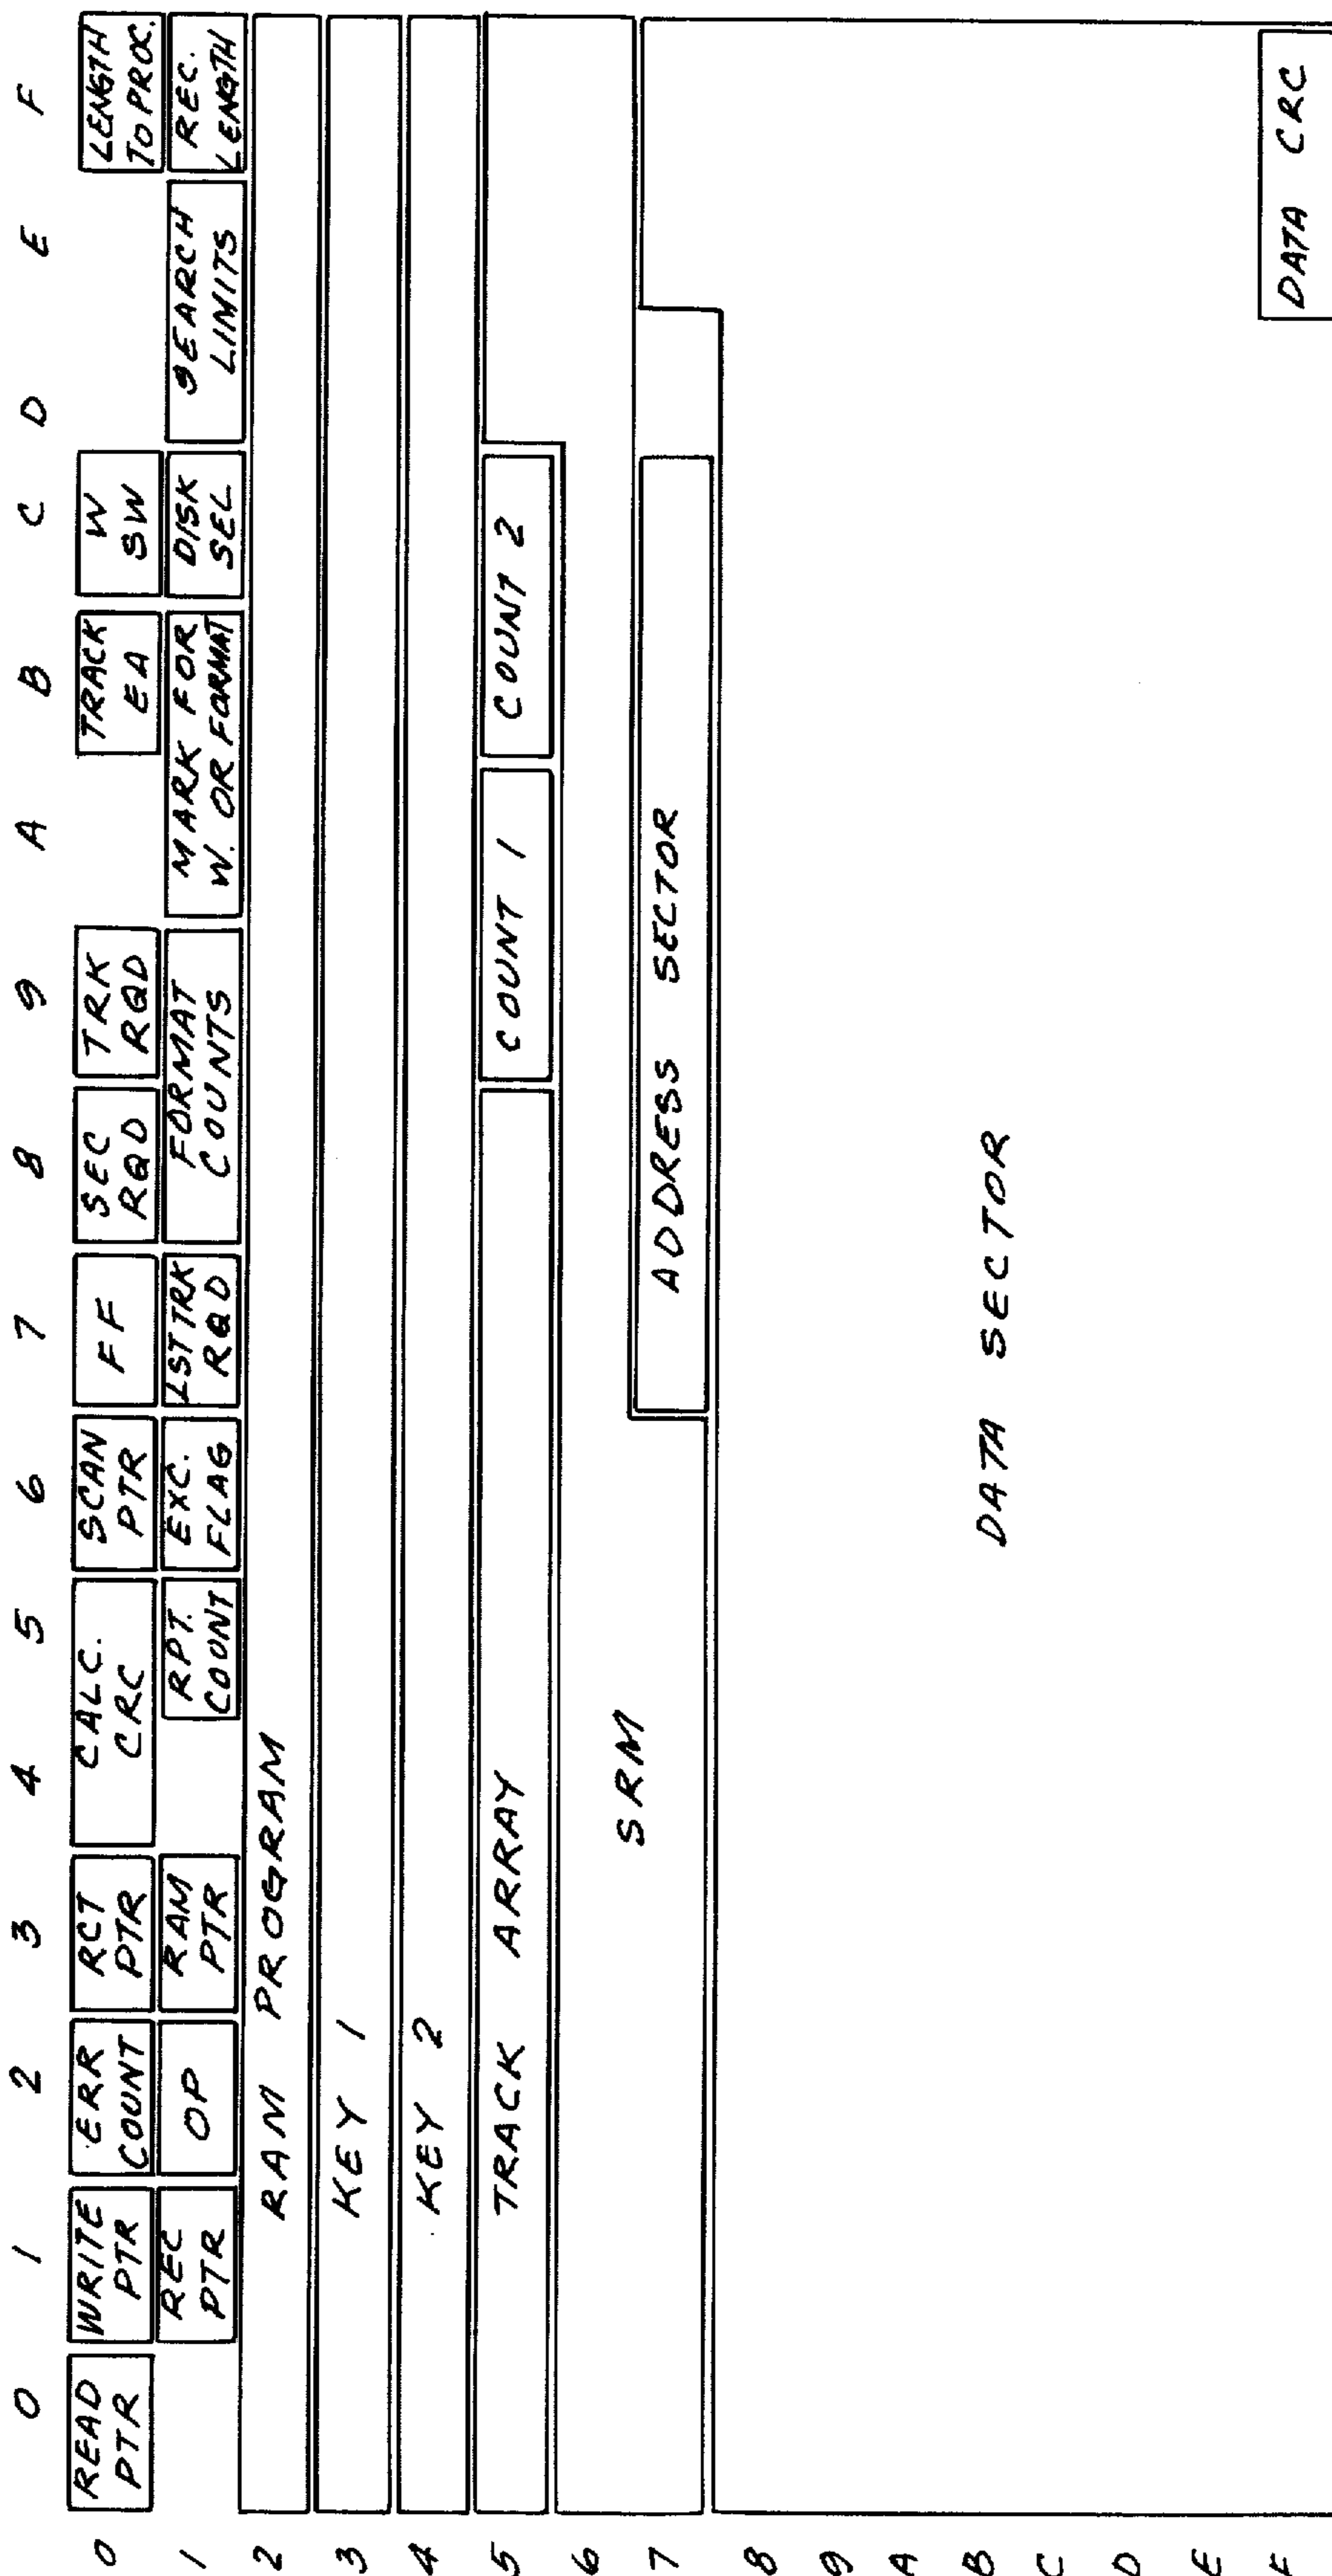 0 1 2 3 4 5 6 7 8 9 A B C D E F
0
READ
PTR
WRITE
PTR
ERR
COUNT
RCT
PTR
CALC.
CRC
SCAN
PTR
FF
SEC
RQD
TRK
RQD
TRACK
EA
W
SW
LENGTH
TO PROC.
1
REC
PTR
OP
RAM
PTR
RPT.
COUNT
EXC.
FLAG
LST TRK
RQD
FORMAT
COUNTS
MARK FOR
W. OR FORMAT
DISK
SEL
SEARCH
LIMITS
REC.
LENGTH
2 RAM PROGRAM
3 KEY 1
4 KEY 2
5 TRACK ARRAY COUNT 1 COUNT 2
6
SRM
7 ADDRESS SECTOR
8
9
A
B DATA SECTOR
C
D
E
F DATA CRC